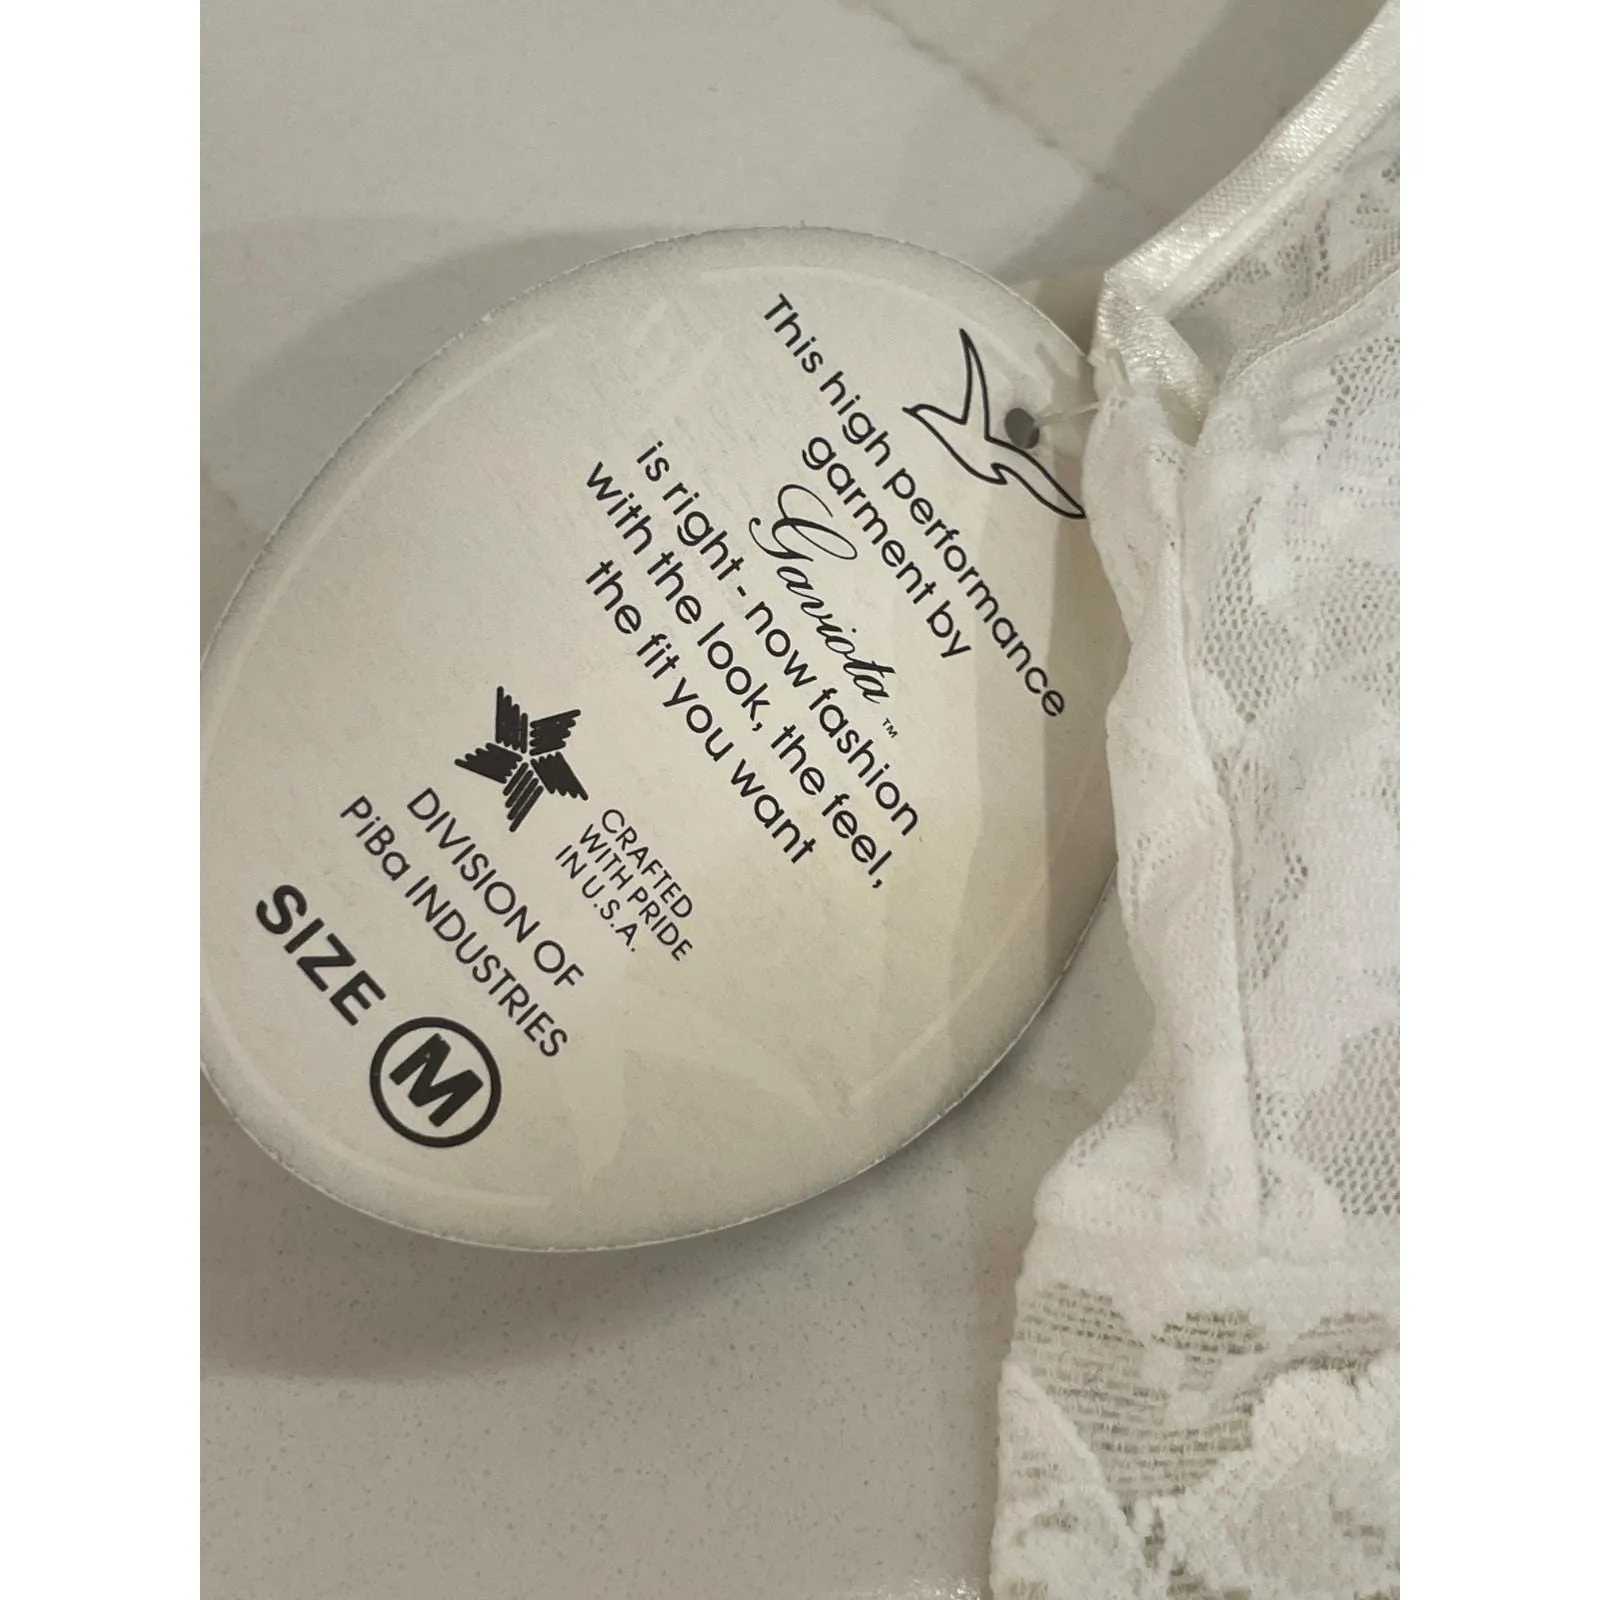 This high performance
garment by
Gaviota™
is right - now fashion
with the look, the feel,
the fit you want
CRAFTED
WITH PRIDE
IN U.S.A.
DIVISION OF
PiBa INDUSTRIES
SIZE M